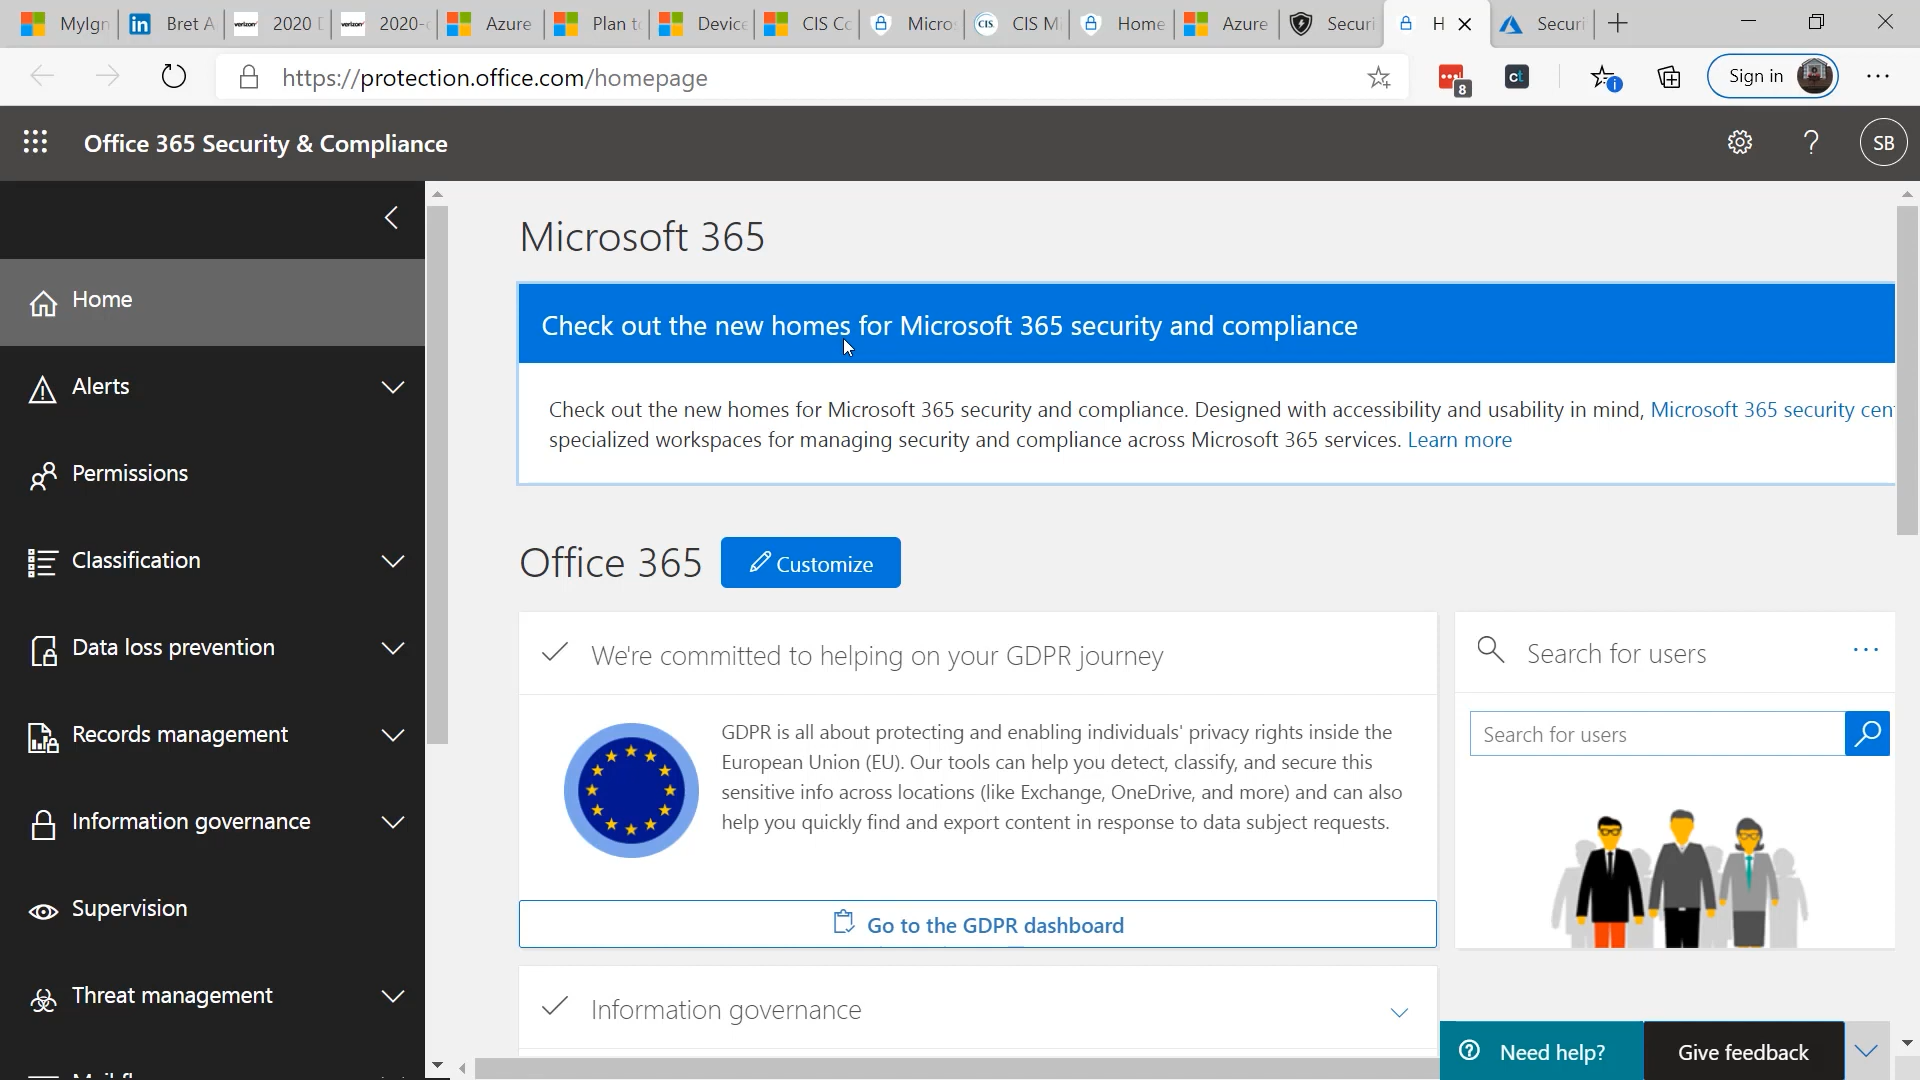 MyIgn
Bret A
2020 D
2020-
Azure
Plan to
Device
CIS Co
Micro
CIS Mi
Home
Azure
Securi
H
Securi
https://protection.office.com/homepage
8
ct
Sign in
Office 365 Security & Compliance
SB
Home
Alerts
Permissions
Classification
Data loss prevention
Records management
Information governance
Supervision
Threat management
Microsoft 365
Check out the new homes for Microsoft 365 security and compliance
Check out the new homes for Microsoft 365 security and compliance. Designed with accessibility and usability in mind, Microsoft 365 security cen
specialized workspaces for managing security and compliance across Microsoft 365 services. Learn more
Office 365
Customize
We're committed to helping on your GDPR journey
GDPR is all about protecting and enabling individuals' privacy rights inside the
European Union (EU). Our tools can help you detect, classify, and secure this
sensitive info across locations (like Exchange, OneDrive, and more) and can also
help you quickly find and export content in response to data subject requests.
Go to the GDPR dashboard
Information governance
Search for users
Search for users
Need help?
Give feedback